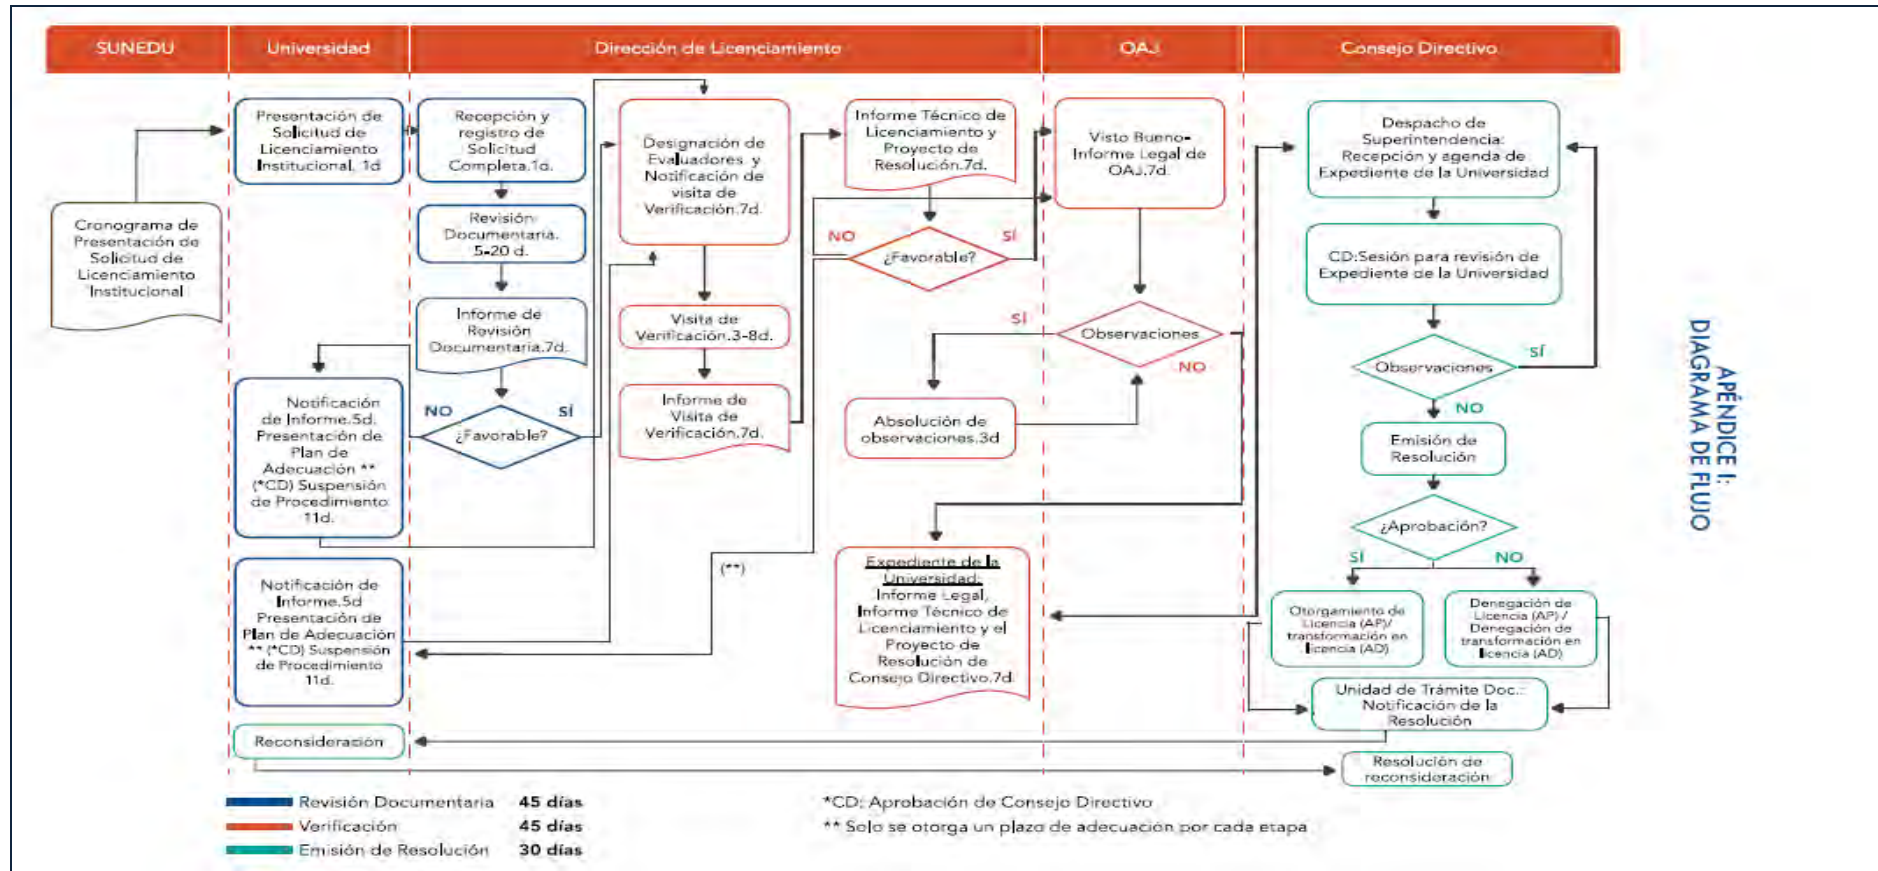 SUNEDU
Universidad
Dirección de Licenciamiento
OAJ
Consejo Directivo
Cronograma de
Presentación de
Solicitud de
Licenciamiento
Institucional
Presentación de
Solicitud de
Licenciamiento
Institucional. 1d
Recepción y
registro de
Solicitud
Completa.1d.
Revisión
Documentaria.
5-20 d.
Informe de
Revisión
Documentaria.7d.
¿Favorable?
NO
SÍ
Notificación
de Informe.5d.
Presentación de
Plan de
Adecuación **
(*CD) Suspensión
de Procedimiento
11d.
Notificación de
Informe.5d
Presentación de
Plan de Adecuación
** (*CD) Suspensión
de Procedimiento
11d.
Designación de
Evaluadores y
Notificación de
visita de
Verificación.7d.
Visita de
Verificación.3-8d.
Informe de
Visita de
Verificación.7d.
Informe Técnico de
Licenciamiento y
Proyecto de
Resolución.7d.
NO
SÍ
¿Favorable?
(**)
Visto Bueno-
Informe Legal de
OAJ.7d.
SÍ
Observaciones
NO
Absolución de
observaciones.3d
Expediente de la
Universidad:
Informe Legal,
Informe Técnico de
Licenciamiento y el
Proyecto de
Resolución de
Consejo Directivo.7d
Despacho de
Superintendencia:
Recepción y agenda de
Expediente de la Universidad
CD:Sesión para revisión de
Expediente de la Universidad
Observaciones
SÍ
NO
Emisión de
Resolución
¿Aprobación?
SÍ
NO
Otorgamiento de
Licencia (AP)/
transformación en
licencia (AD)
Denegación de
Licencia (AP) /
Denegación de
transformación en
licencia (AD)
Unidad de Trámite Doc.:
Notificación de la
Resolución
Reconsideración
Resolución de
reconsideración
Revisión Documentaria 45 días
Verificación 45 días
Emisión de Resolución 30 días
*CD: Aprobación de Consejo Directivo
** Solo se otorga un plazo de adecuación por cada etapa
APÉNDICE I:
DIAGRAMA DE FLUJO